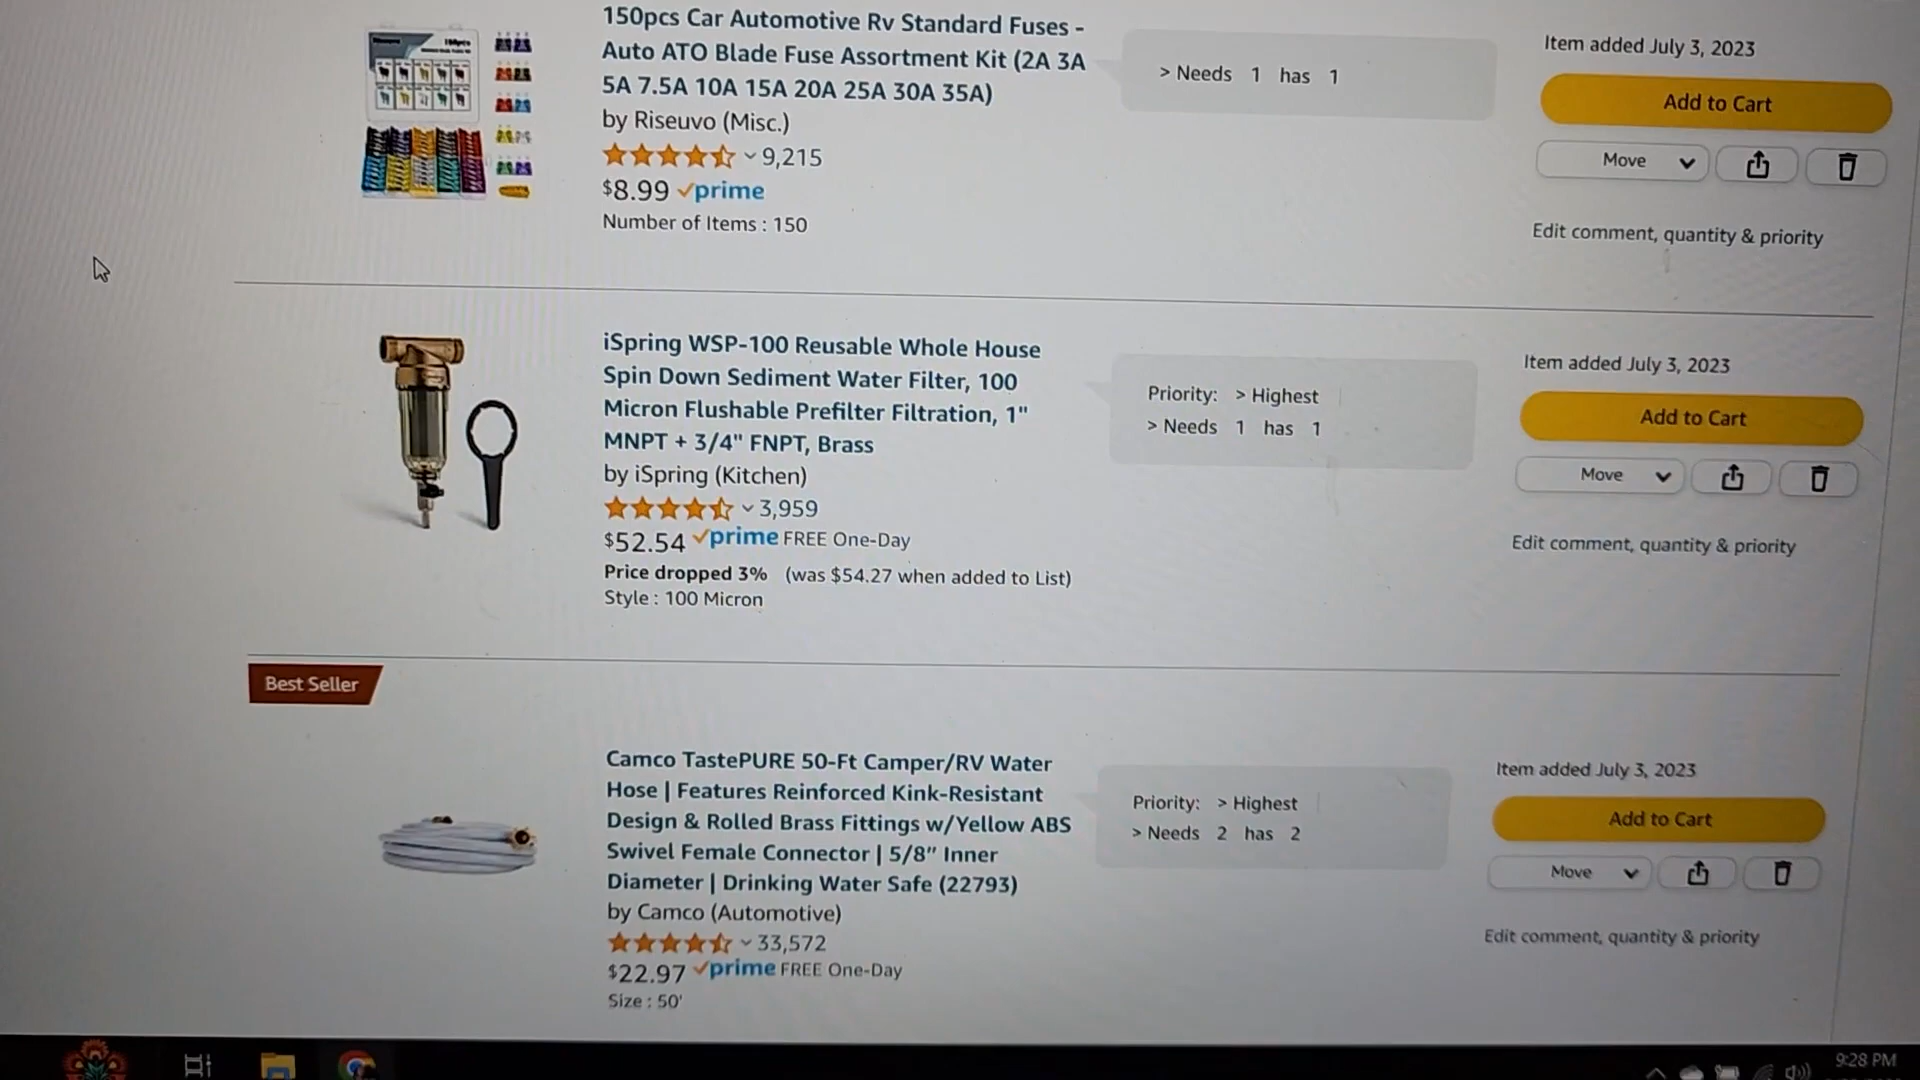 150pcs Car Automotive Rv Standard Fuses -
Auto ATO Blade Fuse Assortment Kit (2A 3A
5A 7.5A 10A 15A 20A 25A 30A 35A)
by Riseuvo (Misc.)
9,215
$8.99 prime
Number of Items : 150
> Needs 1 has 1
Item added July 3, 2023
Add to Cart
Move
Edit comment, quantity & priority
iSpring WSP-100 Reusable Whole House
Spin Down Sediment Water Filter, 100
Micron Flushable Prefilter Filtration, 1"
MNPT + 3/4" FNPT, Brass
by iSpring (Kitchen)
3,959
$52.54 prime FREE One-Day
Price dropped 3% (was $54.27 when added to List)
Style : 100 Micron
Priority: > Highest
> Needs 1 has 1
Item added July 3, 2023
Add to Cart
Move
Edit comment, quantity & priority
Best Seller
Camco TastePURE 50-Ft Camper/RV Water
Hose | Features Reinforced Kink-Resistant
Design & Rolled Brass Fittings w/Yellow ABS
Swivel Female Connector | 5/8” Inner
Diameter | Drinking Water Safe (22793)
by Camco (Automotive)
33,572
$22.97 prime FREE One-Day
Size : 50'
Priority: > Highest
> Needs 2 has 2
Item added July 3, 2023
Add to Cart
Move
Edit comment, quantity & priority
9:28 PM